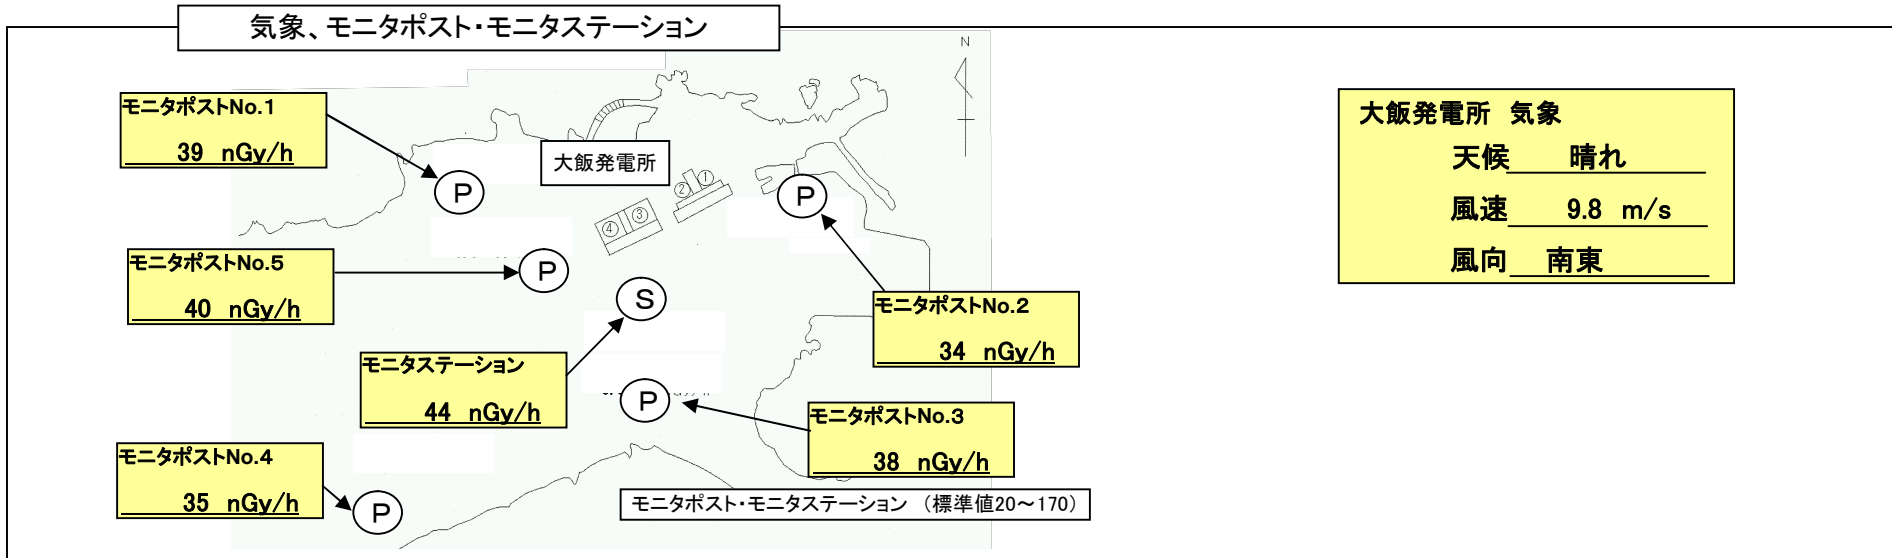 気象、モニタポスト・モニタステーション
N
モニタポストNo.1
39 nGy/h
大飯発電所
P
P
①
②
③
④
モニタポストNo.5
40 nGy/h
P
S
モニタポストNo.2
34 nGy/h
モニタステーション
44 nGy/h
P
モニタポストNo.3
38 nGy/h
モニタポストNo.4
35 nGy/h
P
モニタポスト・モニタステーション （標準値20～170）
大飯発電所 気象
天候 晴れ
風速 9.8 m/s
風向 南東